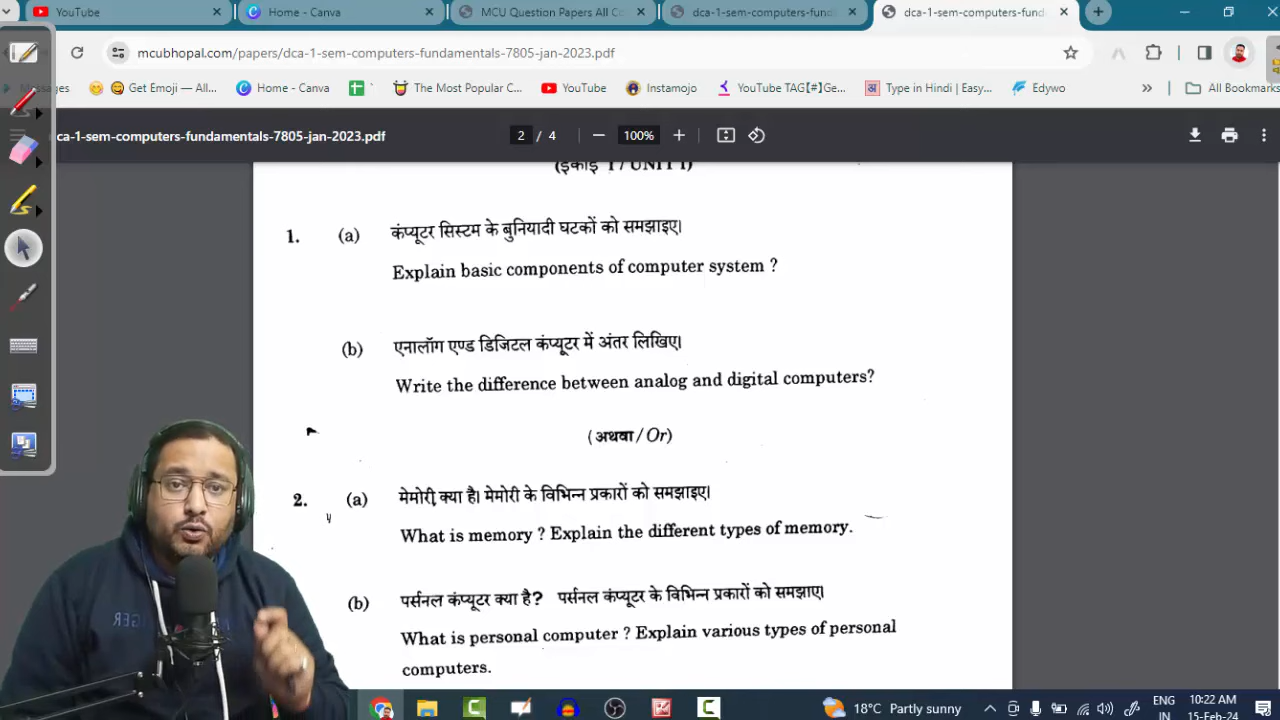 YouTube
Home - Canva
MCU Question Papers All Co
dca-1-sem-computers-fund
dca-1-sem-computers-fund
mcubhopal.com/papers/dca-1-sem-computers-fundamentals-7805-jan-2023.pdf
Messages
Get Emoji — All...
Home - Canva
The Most Popular C...
YouTube
Instamojo
YouTube TAG【#】Ge...
Type in Hindi | Easy...
Edywo
All Bookmarks
dca-1-sem-computers-fundamentals-7805-jan-2023.pdf
2 / 4
100%
(इकाई I / UNIT I)
1. (a) कंप्यूटर सिस्टम के बुनियादी घटकों को समझाइए।
Explain basic components of computer system ?
(b) एनालॉग एण्ड डिजिटल कंप्यूटर में अंतर लिखिए।
Write the difference between analog and digital computers?
(अथवा / Or)
2. (a) मेमोरी क्या है। मेमोरी के विभिन्न प्रकारों को समझाइए।
What is memory ? Explain the different types of memory.
(b) पर्सनल कंप्यूटर क्या है? पर्सनल कंप्यूटर के विभिन्न प्रकारों को समझाए।
What is personal computer ? Explain various types of personal
computers.
18°C Partly sunny
ENG
IN
10:22 AM
15-Feb-24